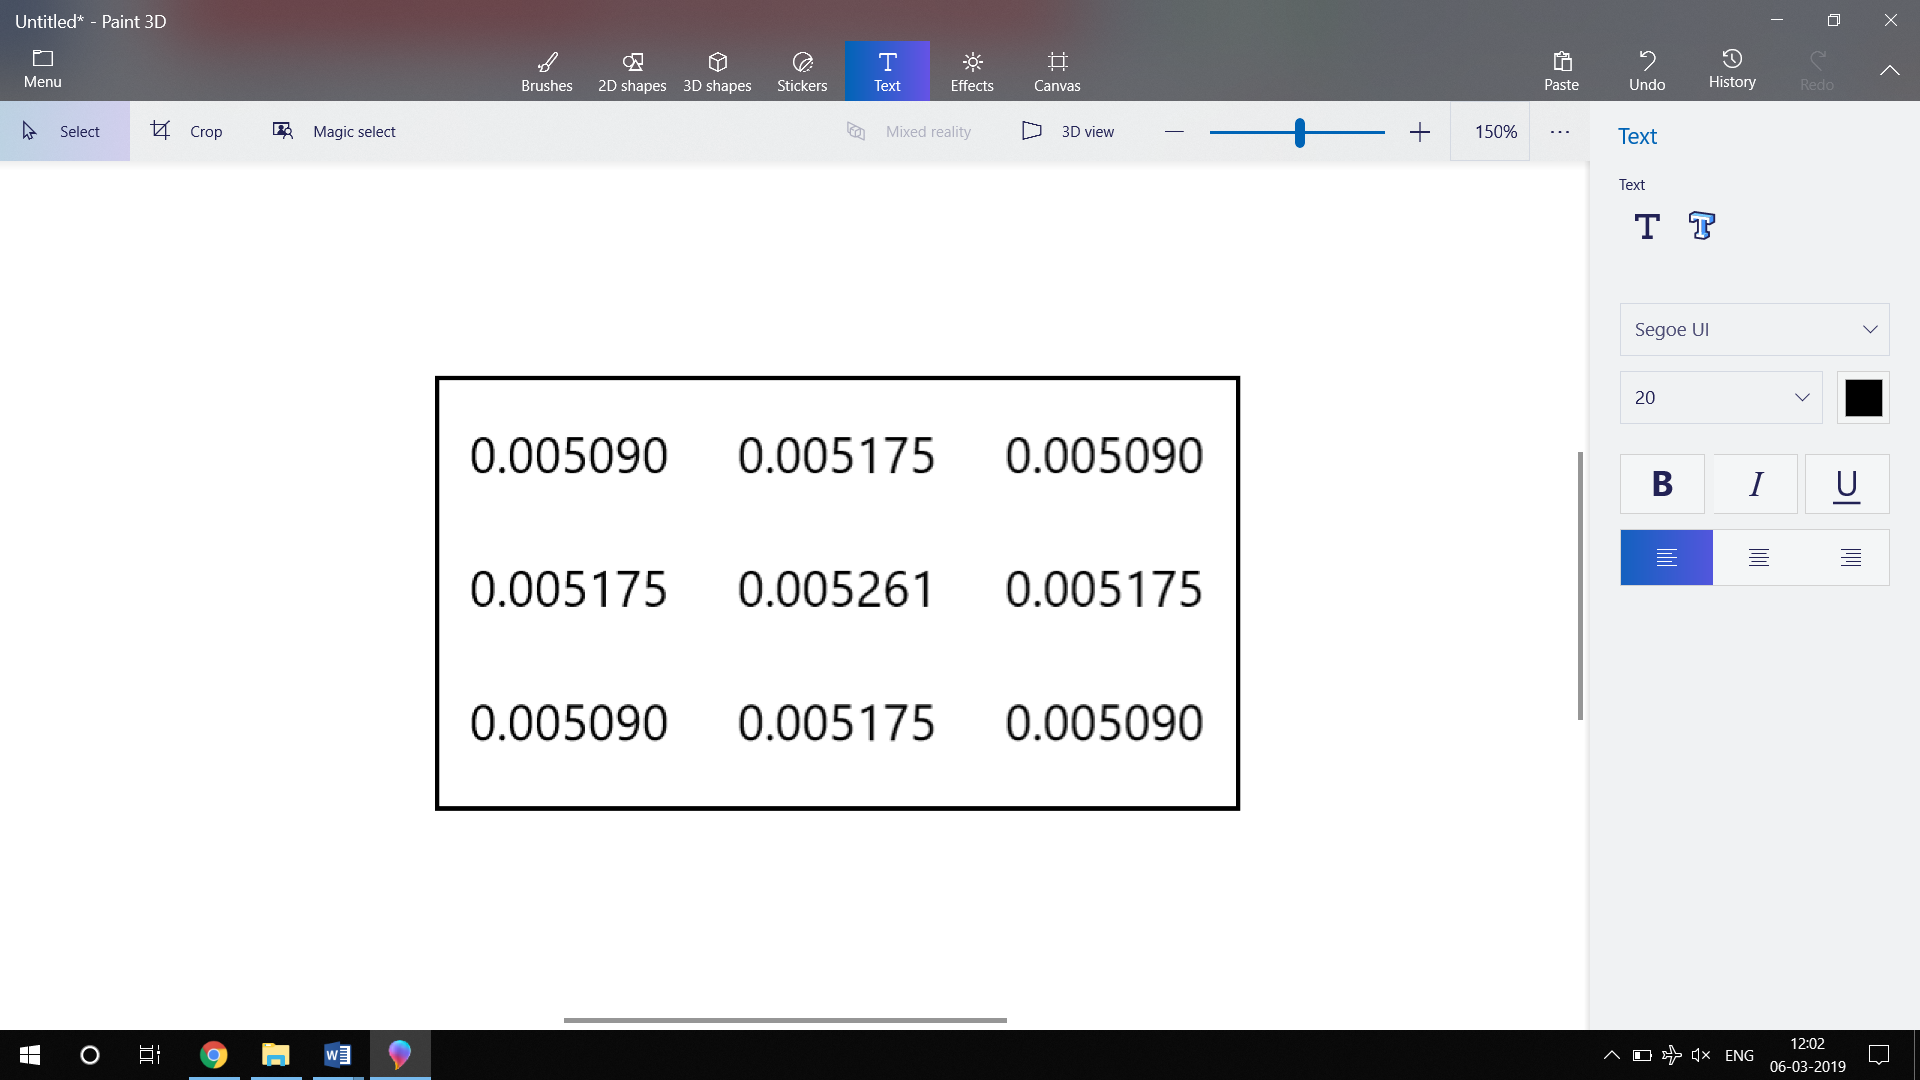 Untitled* - Paint 3D
Menu
Brushes 2D shapes 3D shapes Stickers Text Effects Canvas
Paste Undo History Redo
Select Crop Magic select Mixed reality 3D view 150%
Text
Text
Segoe UI
20
B I U
0.005090 0.005175 0.005090
0.005175 0.005261 0.005175
0.005090 0.005175 0.005090
ENG
12:02
06-03-2019